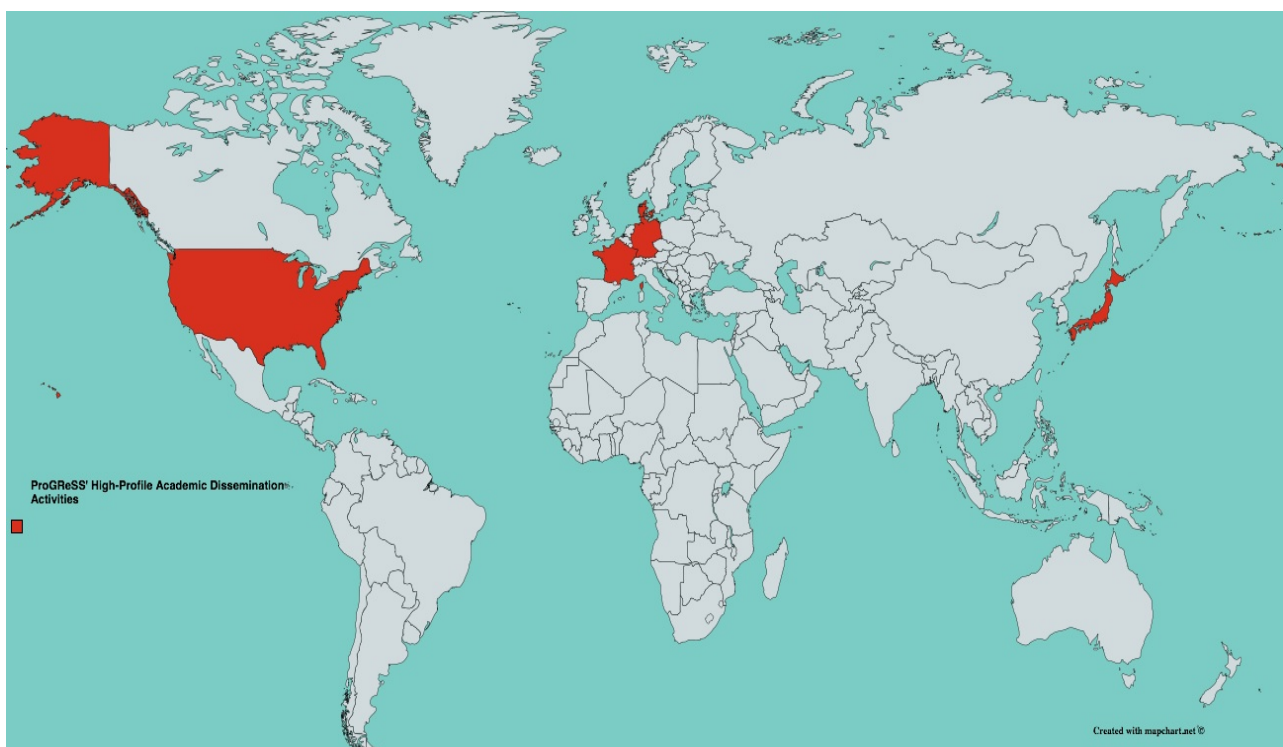 ProGReSS' High-Profile Academic Dissemination
Activities
Created with mapchart.net ©